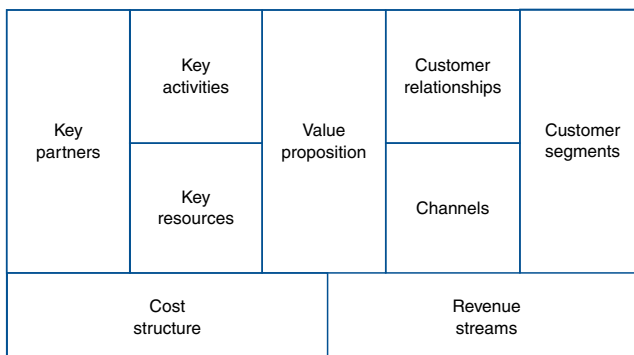 Key
partners
Key
activities
Key
resources
Value
proposition
Customer
relationships
Channels
Customer
segments
Cost
structure
Revenue
streams